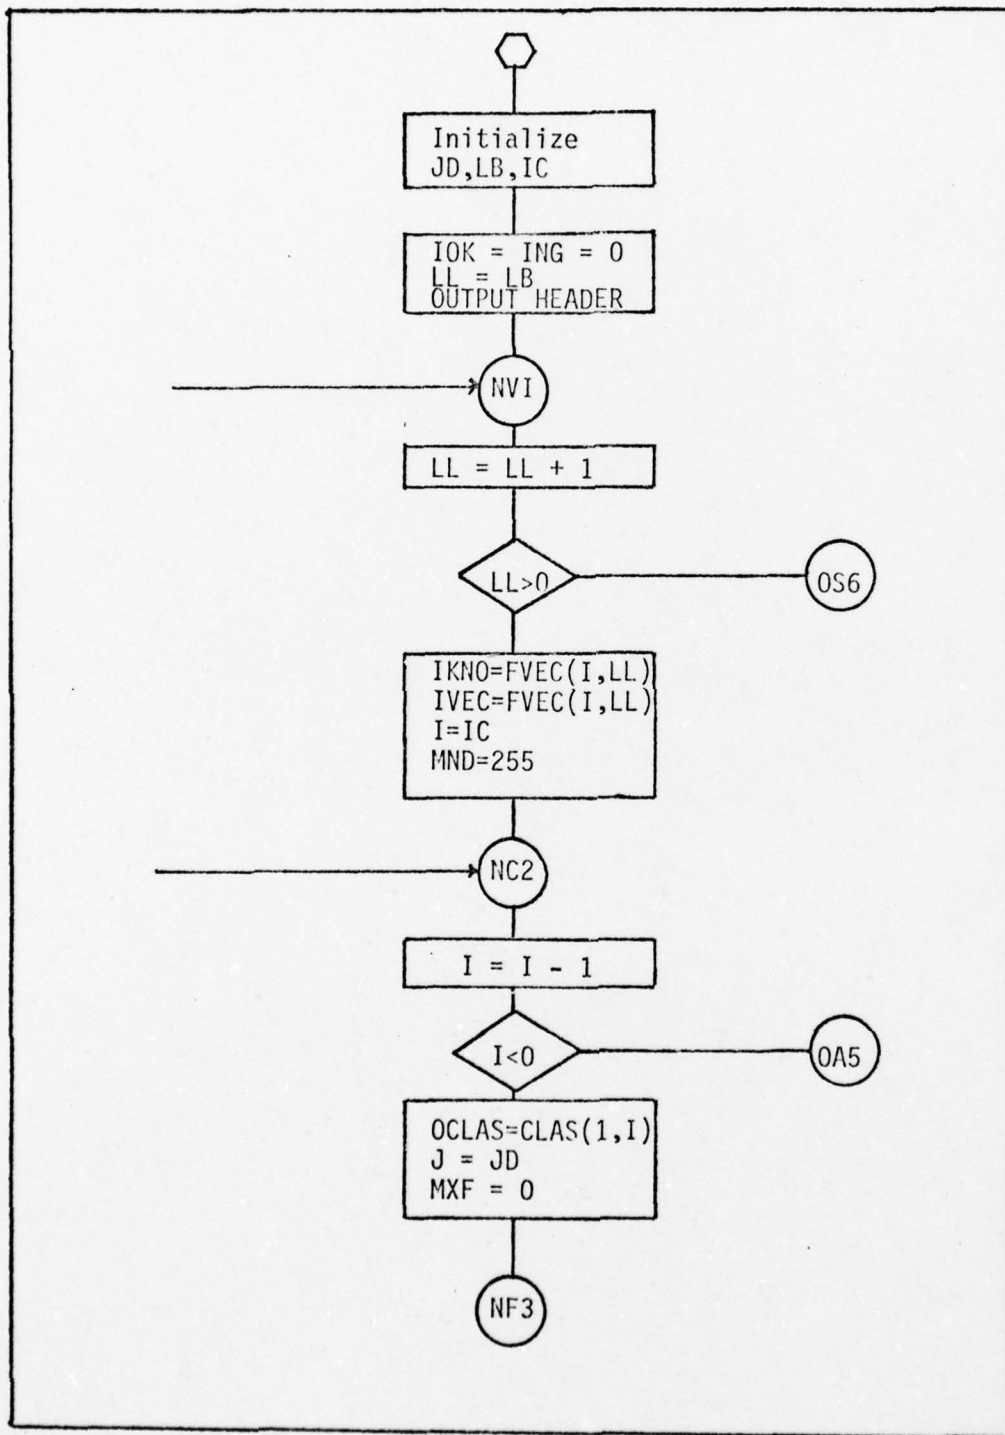 Initialize
JD,LB,IC
IOK = ING = 0
LL = LB
OUTPUT HEADER
NVI
LL = LL + 1
LL>0
OS6
IKNO=FVEC(I,LL)
IVEC=FVEC(I,LL)
I=IC
MND=255
NC2
I = I - 1
I<0
OA5
OCLAS=CLAS(1,I)
J = JD
MXF = 0
NF3